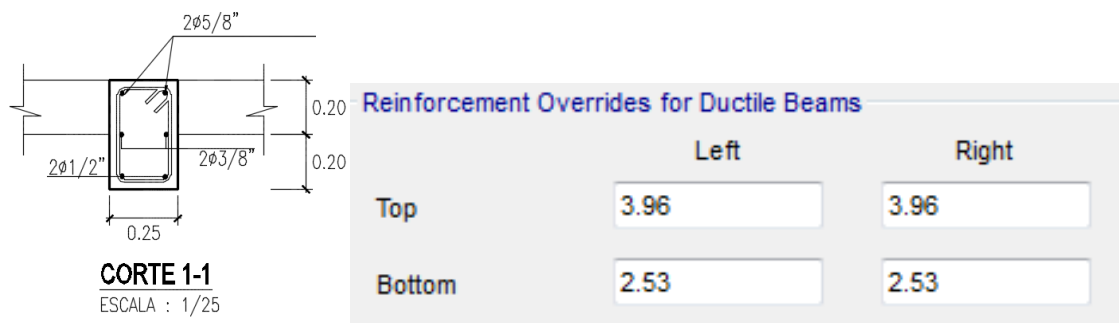 2ø5/8"
0.20
0.20
2ø3/8"
2ø1/2"
0.25
CORTE 1-1
ESCALA : 1/25
Reinforcement Overrides for Ductile Beams
Left Right
Top 3.96 3.96
Bottom 2.53 2.53